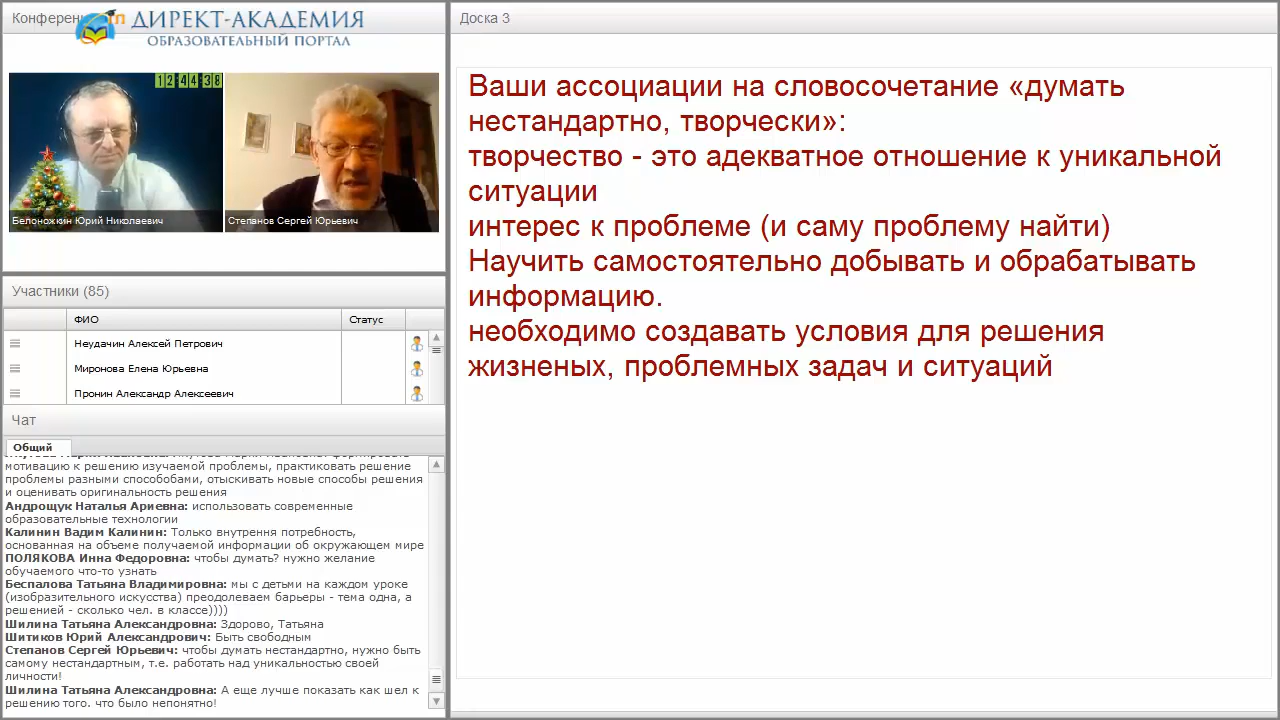 Конферен
ДИРЕКТ-АКАДЕМИЯ
ОБРАЗОВАТЕЛЬНЫЙ ПОРТАЛ
12:44:38
Белоножкин Юрий Николаевич
Степанов Сергей Юрьевич
Участники (85)
ФИО Статус
Неудачин Алексей Петрович
Миронова Елена Юрьевна
Пронин Александр Алексеевич
Чат
Общий
мотивацию к решению изучаемой проблемы, практиковать решение
проблемы разными способобами, отыскивать новые способы решения
и оценивать оригинальность решения
Андрощук Наталья Ариевна: использовать современные
образовательные технологии
Калинин Вадим Калинин: Только внутрення потребность,
основанная на объеме получаемой информации об окружающем мире
ПОЛЯКОВА Инна Федоровна: чтобы думать? нужно желание
обучаемого что-то узнать
Беспалова Татьяна Владимировна: мы с детьми на каждом уроке
(изобразительного искусства) преодолеваем барьеры - тема одна, а
решений - сколько чел. в классе))))
Шилина Татьяна Александровна: Здорово, Татьяна
Шитиков Юрий Александрович: Быть свободным
Степанов Сергей Юрьевич: чтобы думать нестандартно, нужно быть
самому нестандартным, т.е. работать над уникальностью своей
личности!
Шилина Татьяна Александровна: А еще лучше показать как шел к
решению того. что было непонятно!
Доска 3
Ваши ассоциации на словосочетание «думать
нестандартно, творчески»:
творчество - это адекватное отношение к уникальной
ситуации
интерес к проблеме (и саму проблему найти)
Научить самостоятельно добывать и обрабатывать
информацию.
необходимо создавать условия для решения
жизненых, проблемных задач и ситуаций